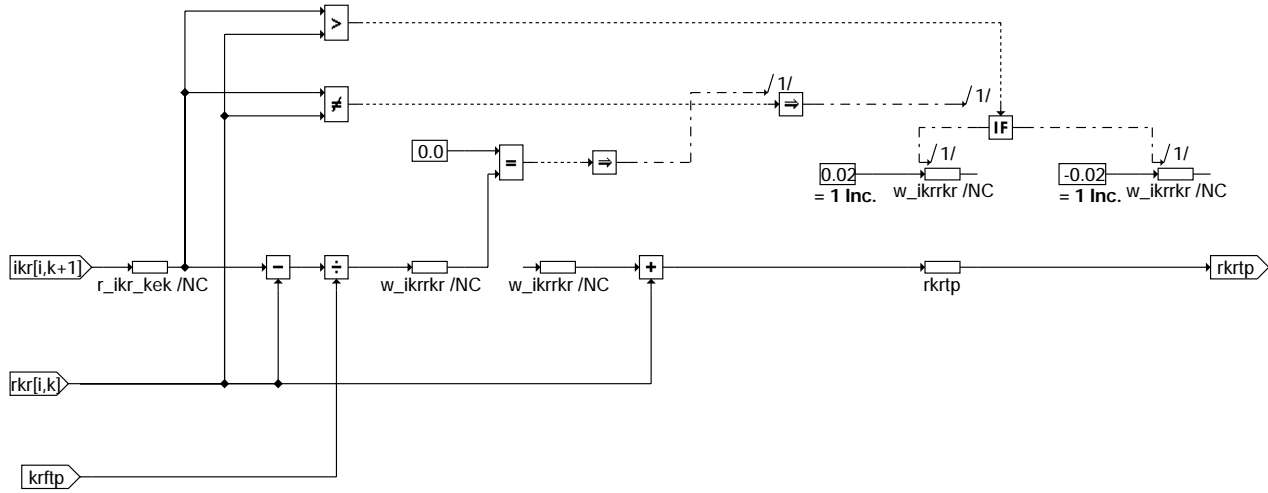 >
≠
1/
⇒
1/
IF
0.0
=
⇒
1/
1/
0.02
= 1 Inc.
w_ikrrkr /NC
-0.02
= 1 Inc.
w_ikrrkr /NC
ikr[i,k+1]
r_ikr_kek /NC
−
÷
w_ikrrkr /NC
w_ikrrkr /NC
+
rkrtp
rkrtp
rkr[i,k]
krftp